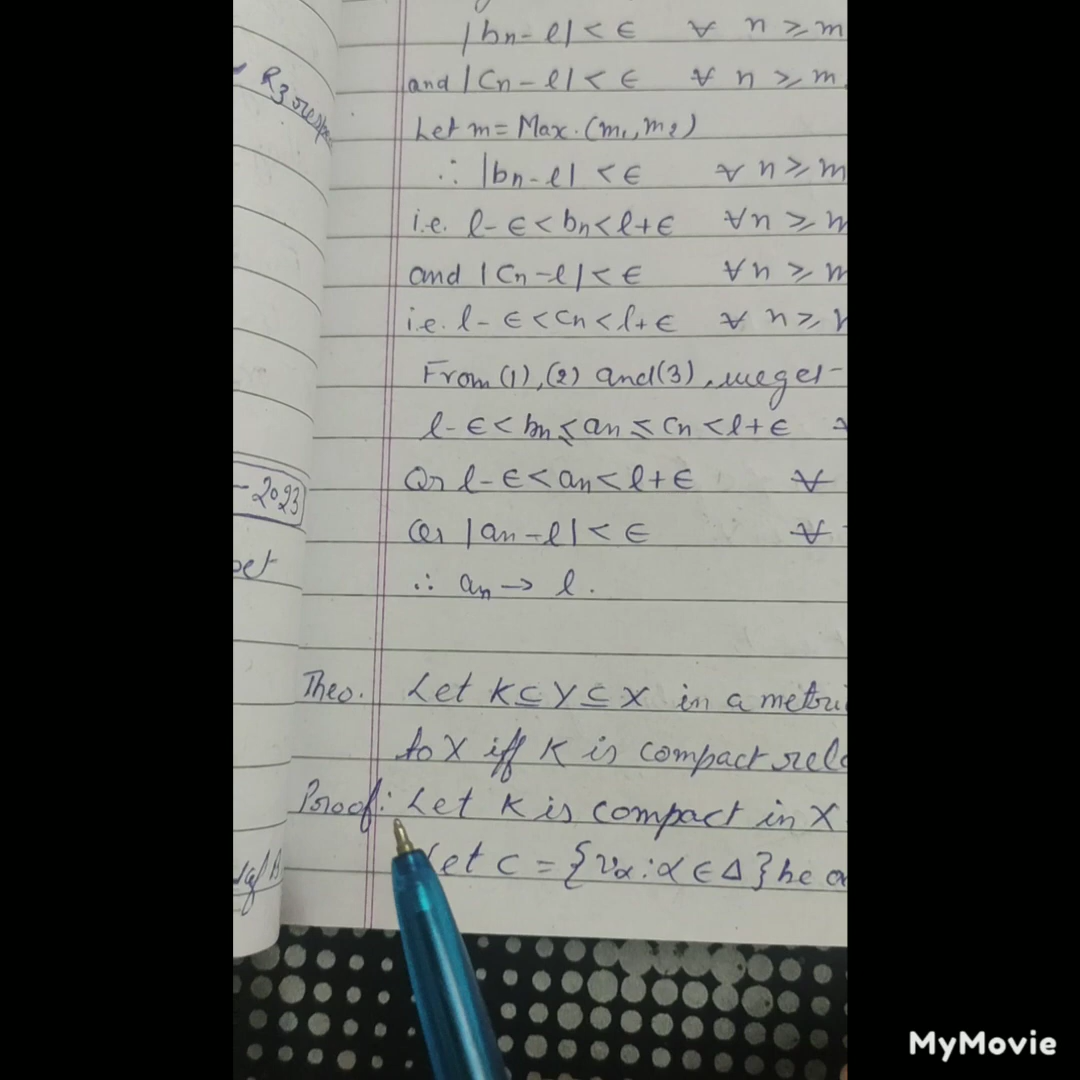 |bn - l| < ϵ ∀ n ≥ m
and |Cn - l| < ϵ ∀ n ≥ m
Let m = Max. (m₁, m₂)
∴ |bn - l| < ϵ ∀ n ≥ m
i.e. l - ϵ < bn < l + ϵ ∀ n ≥ m
and |Cn - l| < ϵ ∀ n ≥ m
i.e. l - ϵ < Cn < l + ϵ ∀ n ≥
From (1), (2) and (3), we get
l - ϵ < bn ≤ an ≤ Cn < l + ϵ
Or l - ϵ < an < l + ϵ ∀
Or |an - l| < ϵ ∀
∴ an → l.
Theo. Let K ⊆ Y ⊆ X in a metri
to X iff K is compact rel
Proof: Let K is compact in X
Let C = {Vα : α ∈ Δ} be
R3
-2023
et
MyMovie